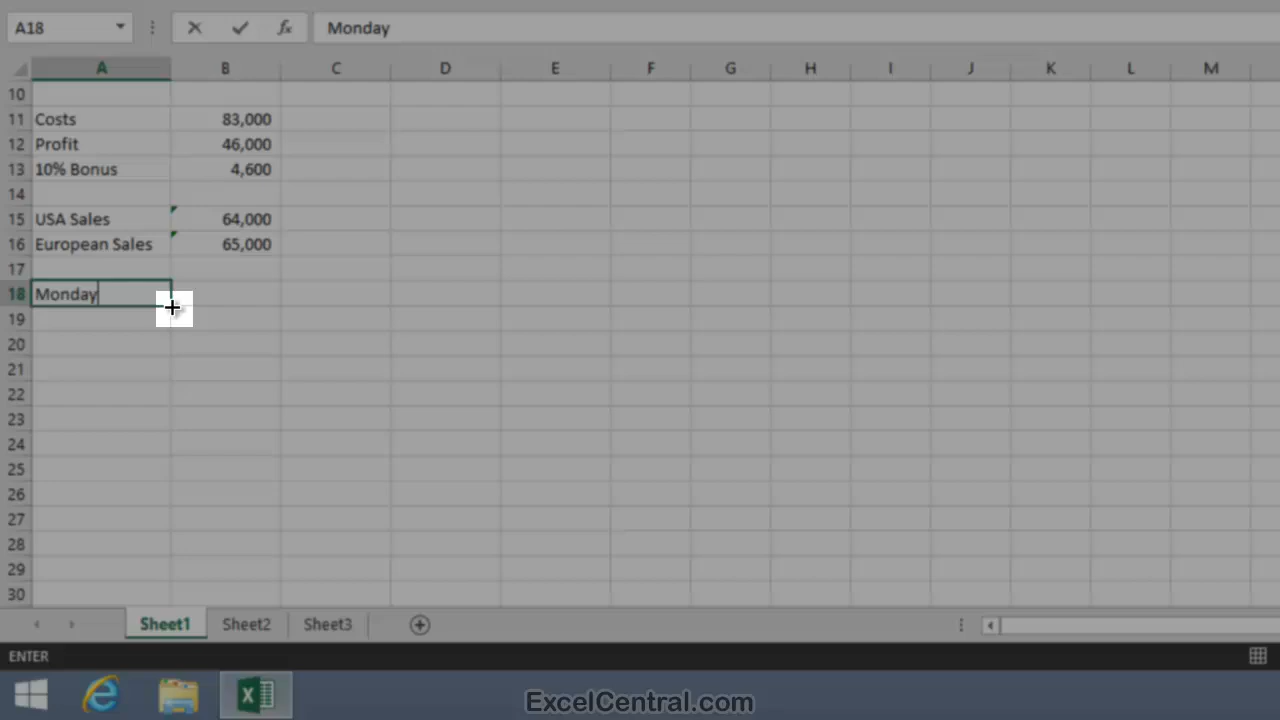 A18 Monday
A B C D E F G H I J K L M
10
11 Costs 83,000
12 Profit 46,000
13 10% Bonus 4,600
14
15 USA Sales 64,000
16 European Sales 65,000
17
18 Monday
19
20
21
22
23
24
25
26
27
28
29
30
Sheet1 Sheet2 Sheet3
ENTER
ExcelCentral.com